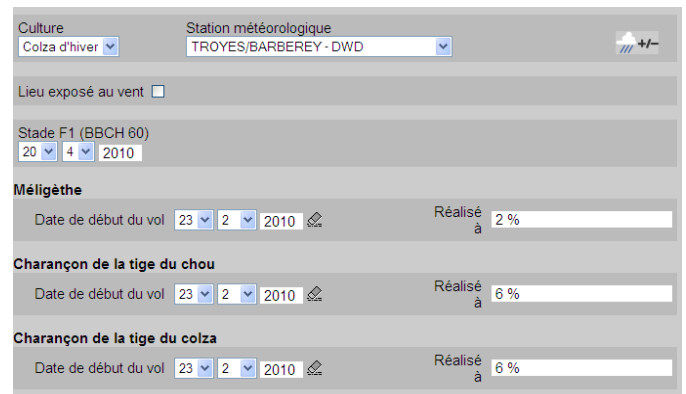 Culture Station météorologique
Colza d'hiver TROYES/BARBEREY - DWD +/-
Lieu exposé au vent
Stade F1 (BBCH 60)
20 4 2010
Méligèthe
Date de début du vol 23 2 2010 Réalisé à 2 %
Charançon de la tige du chou
Date de début du vol 23 2 2010 Réalisé à 6 %
Charançon de la tige du colza
Date de début du vol 23 2 2010 Réalisé à 6 %